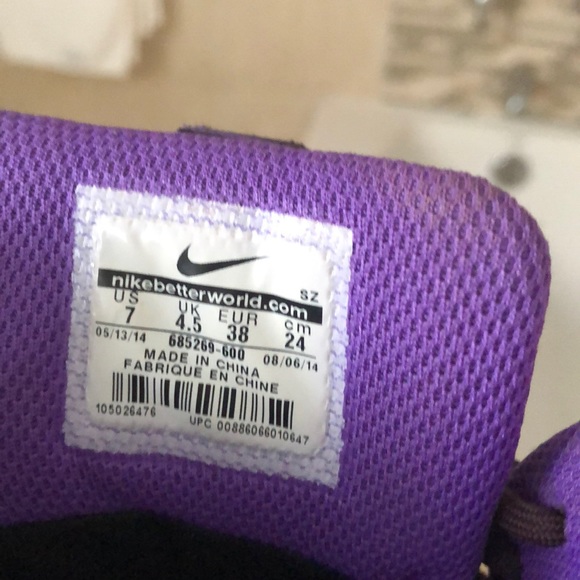 nikebetterworld.com SZ
US UK EUR cm
7 4.5 38 24
05/13/14 685269-600 08/06/14
MADE IN CHINA
FABRIQUE EN CHINE
105026476 UPC 00886066010647